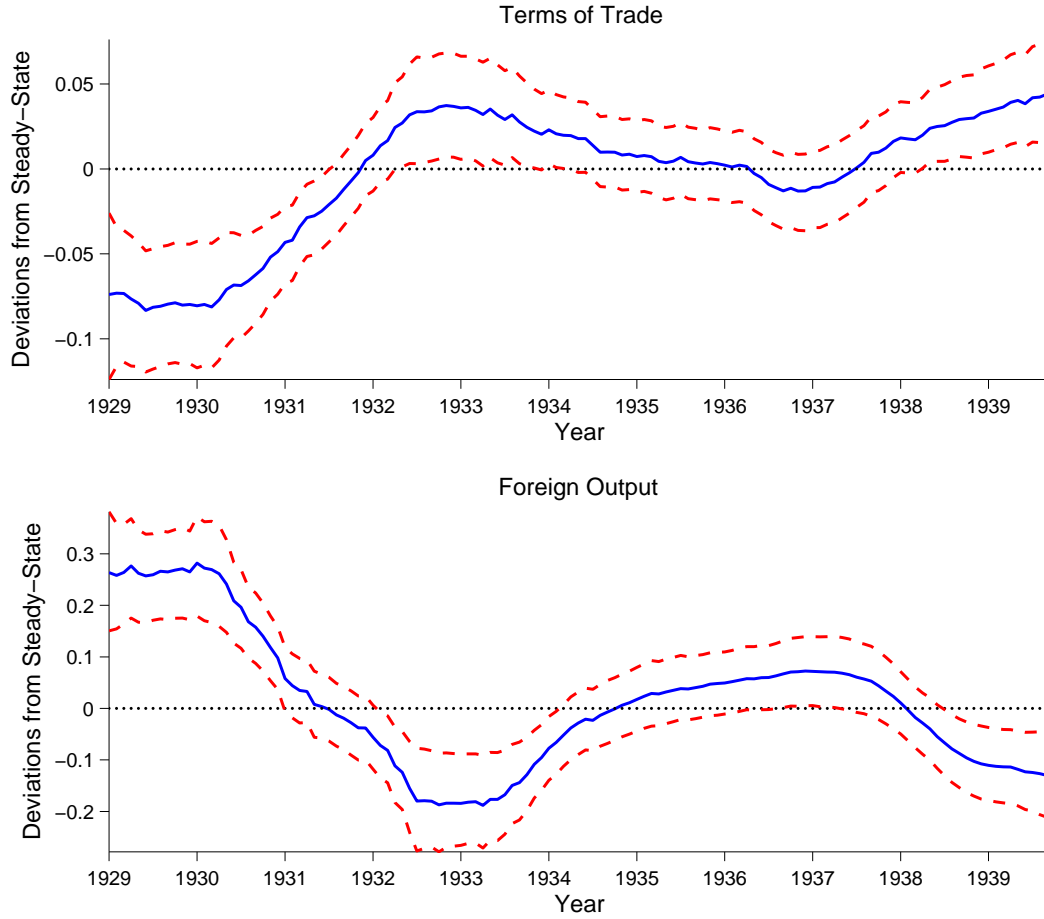 Terms of Trade
Deviations from Steady−State
0.05
0
−0.05
−0.1
1929 1930 1931 1932 1933 1934 1935 1936 1937 1938 1939
Year
Foreign Output
Deviations from Steady−State
0.3
0.2
0.1
0
−0.1
−0.2
1929 1930 1931 1932 1933 1934 1935 1936 1937 1938 1939
Year